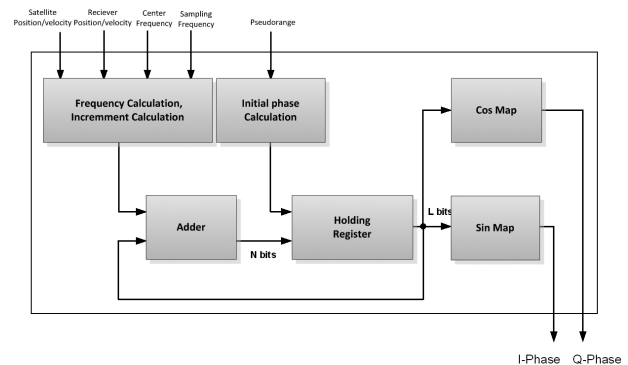 Satellite
Position/velocity
Reciever
Position/velocity
Center
Frequency
Sampling
Frequency
Pseudorange
Frequency Calculation,
Incremment Calculation
Initial phase
Calculation
Cos Map
Adder
Holding
Register
L bits
Sin Map
N bits
I-Phase
Q-Phase